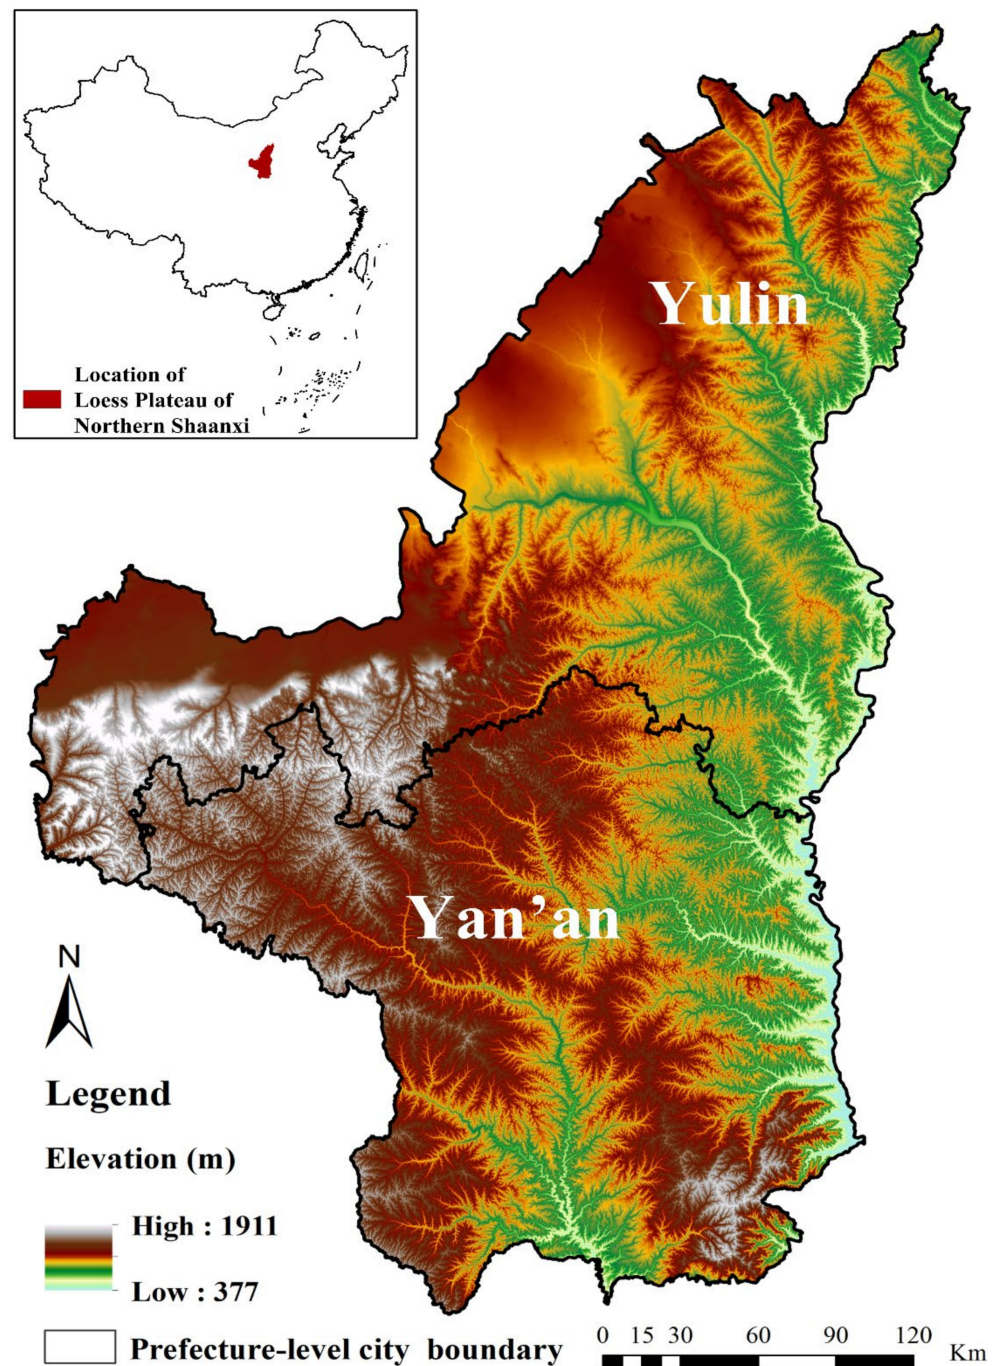 Location of
Loess Plateau of
Northern Shaanxi
Yulin
Yan’an
N
Legend
Elevation (m)
High : 1911
Low : 377
Prefecture-level city boundary
0 15 30 60 90 120
Km